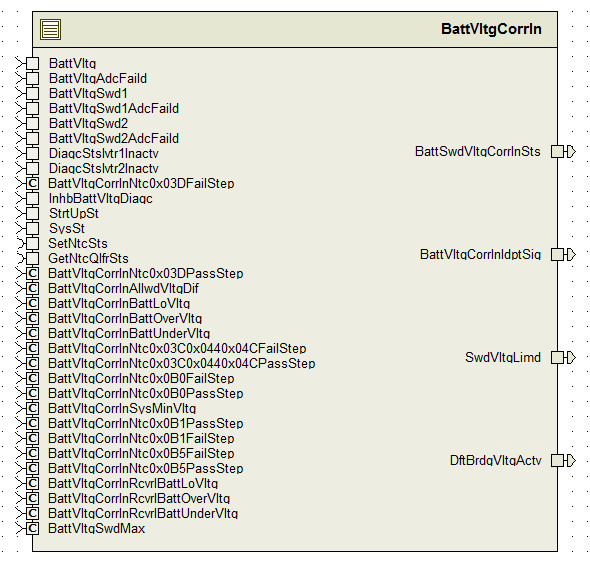 BattVltgCorrIn
BattVltg
BattVltgAdcFaild
BattVltgSwd1
BattVltgSwd1AdcFaild
BattVltgSwd2
BattVltgSwd2AdcFaild
DiagcStsIvtr1Inactv
DiagcStsIvtr2Inactv
C BattVltgCorrInNtc0x03DFailStep
InhbBattVltgDiagc
StrtUpSt
SysSt
SetNtcSts
GetNtcQlfrSts
C BattVltgCorrInNtc0x03DPassStep
C BattVltgCorrInAllwdVltgDif
C BattVltgCorrInBattLoVltg
C BattVltgCorrInBattOverVltg
C BattVltgCorrInBattUnderVltg
C BattVltgCorrInNtc0x03C0x0440x04CFailStep
C BattVltgCorrInNtc0x03C0x0440x04CPassStep
C BattVltgCorrInNtc0x0B0FailStep
C BattVltgCorrInNtc0x0B0PassStep
C BattVltgCorrInSysMinVltg
C BattVltgCorrInNtc0x0B1PassStep
C BattVltgCorrInNtc0x0B1FailStep
C BattVltgCorrInNtc0x0B5FailStep
C BattVltgCorrInNtc0x0B5PassStep
C BattVltgCorrInRcvrlBattLoVltg
C BattVltgCorrInRcvrlBattOverVltg
C BattVltgCorrInRcvrlBattUnderVltg
C BattVltgSwdMax
BattSwdVltgCorrInSts
BattVltgCorrInIdptSig
SwdVltgLimd
DftBrdgVltgActv